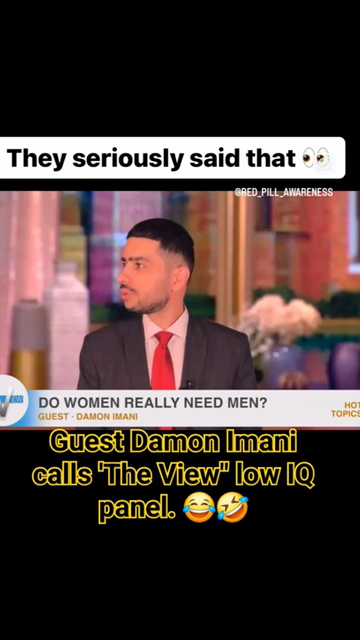 They seriously said that 👀
@RED_PILL_AWARENESS
VIEW
DO WOMEN REALLY NEED MEN?
GUEST · DAMON IMANI
HOT
TOPICS
Guest Damon Imani
calls 'The View" low IQ
panel. 😂🤣